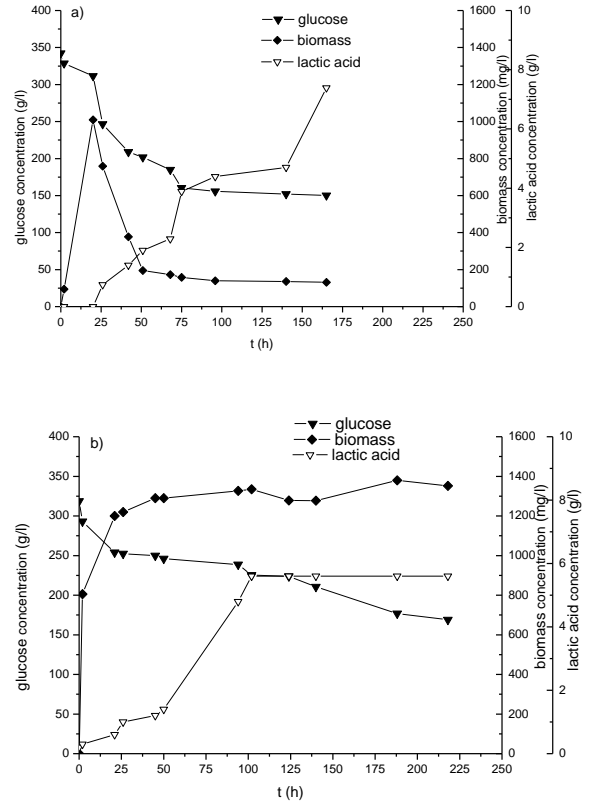 a)
glucose
biomass
lactic acid
400
350
300
250
200
150
100
50
0
glucose concentration (g/l)
1600
1400
1200
1000
800
600
400
200
0
biomass concentration (mg/l)
10
8
6
4
2
0
lactic acid concentration (g/l)
0 25 50 75 100 125 150 175 200 225 250
t (h)
b)
glucose
biomass
lactic acid
400
350
300
250
200
150
100
50
0
glucose concentration (g/l)
1600
1400
1200
1000
800
600
400
200
0
biomass concentration (mg/l)
10
8
6
4
2
0
lactic acid concentration (g/l)
0 25 50 75 100 125 150 175 200 225 250
t (h)